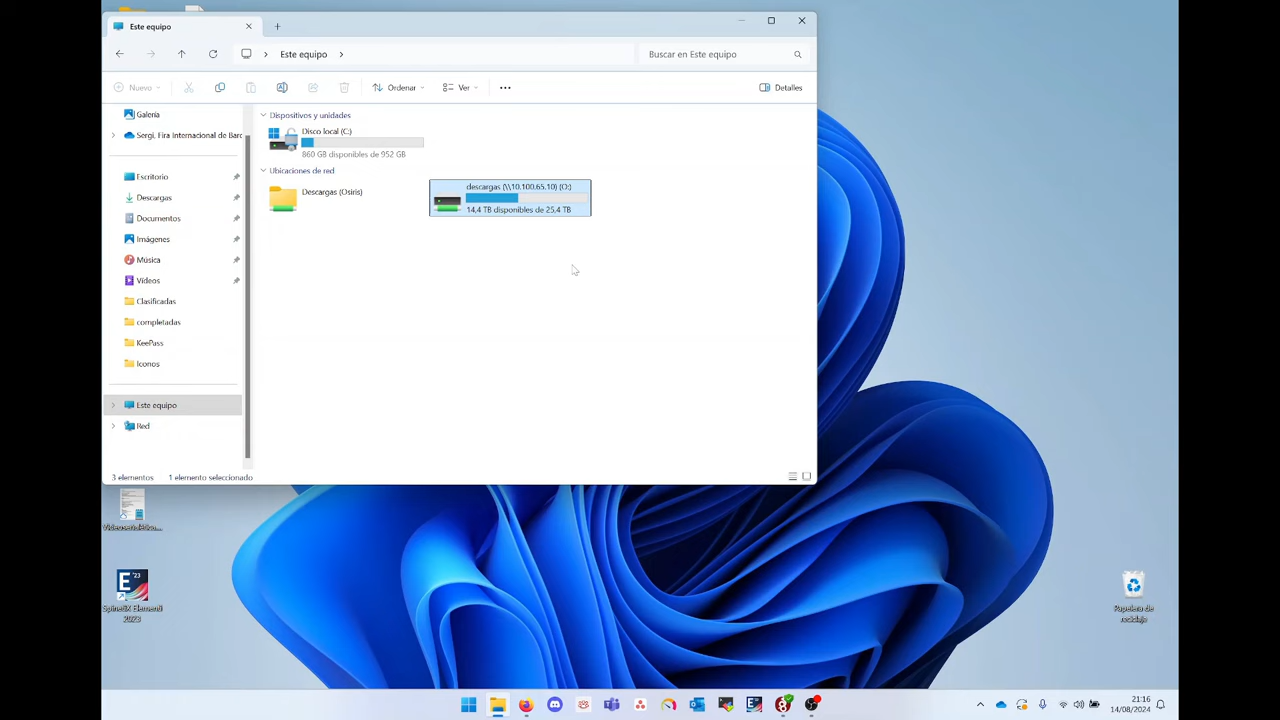 Este equipo
Este equipo
Buscar en Este equipo
Nuevo
Ordenar
Ver
Detalles
Galería
Sergi, Fira Internacional de Barc
Escritorio
Descargas
Documentos
Imágenes
Música
Vídeos
Clasificadas
completadas
KeePass
Iconos
Este equipo
Red
Dispositivos y unidades
Disco local (C:)
860 GB disponibles de 952 GB
Ubicaciones de red
Descargas (Osiris)
descargas (\\10.100.65.10) (O:)
14,4 TB disponibles de 25,4 TB
3 elementos
1 elemento seleccionado
E '23
SpinetiX Elementi
2023
Papelera de
reciclaje
21:16
14/08/2024